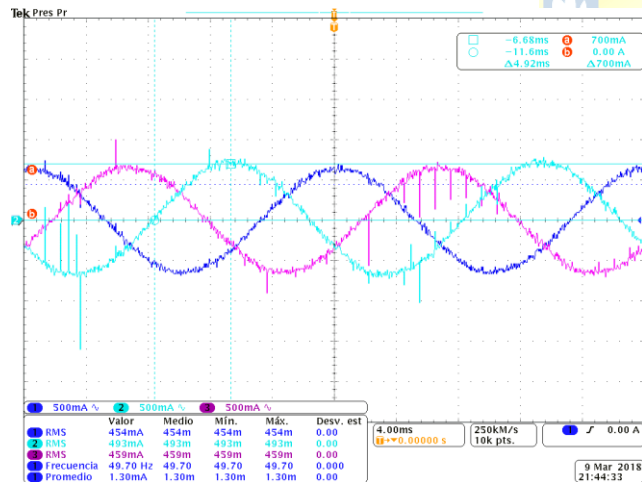 Tek Pres Pr
T
T
−6.68ms a 700mA
−11.6ms b 0.00 A
Δ4.92ms Δ700mA
a
b
2
1 500mA 2 500mA 3 500mA
Valor Medio Mín. Máx. Desv. est
1 RMS 454mA 454m 454m 454m 0.00
2 RMS 493mA 493m 493m 493m 0.00
3 RMS 459mA 459m 459m 459m 0.00
1 Frecuencia 49.70 Hz 49.70 49.70 49.70 0.000
1 Promedio 1.30mA 1.30m 1.30m 1.30m 0.00
4.00ms
T→▼0.00000 s
250kM/s
10k pts.
1 0.00 A
9 Mar 2018
21:44:33